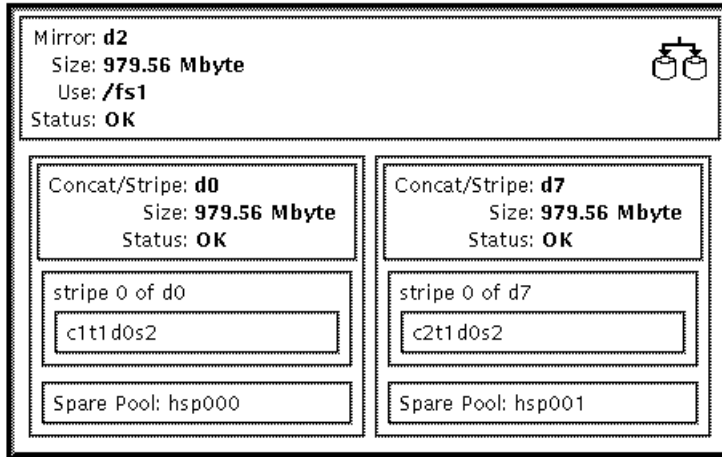 Mirror: d2
Size: 979.56 Mbyte
Use: /fs1
Status: OK
Concat/Stripe: d0
Size: 979.56 Mbyte
Status: OK
stripe 0 of d0
c1t1d0s2
Spare Pool: hsp000
Concat/Stripe: d7
Size: 979.56 Mbyte
Status: OK
stripe 0 of d7
c2t1d0s2
Spare Pool: hsp001